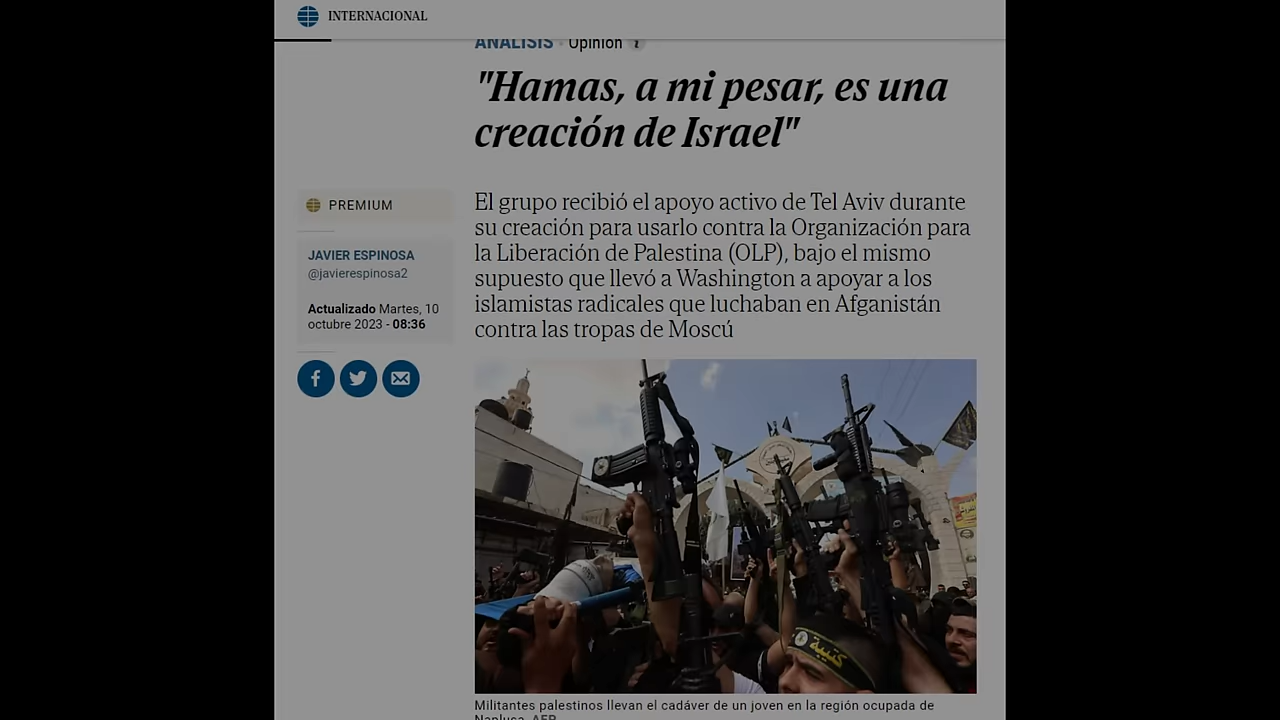 INTERNACIONAL
ANÁLISIS Opinión i
"Hamas, a mi pesar, es una
creación de Israel"
PREMIUM
JAVIER ESPINOSA
@javierespinosa2
Actualizado Martes, 10
octubre 2023 - 08:36
El grupo recibió el apoyo activo de Tel Aviv durante
su creación para usarlo contra la Organización para
la Liberación de Palestina (OLP), bajo el mismo
supuesto que llevó a Washington a apoyar a los
islamistas radicales que luchaban en Afganistán
contra las tropas de Moscú
كتيبة
Militantes palestinos llevan el cadáver de un joven en la región ocupada de
Naplusa. AFP